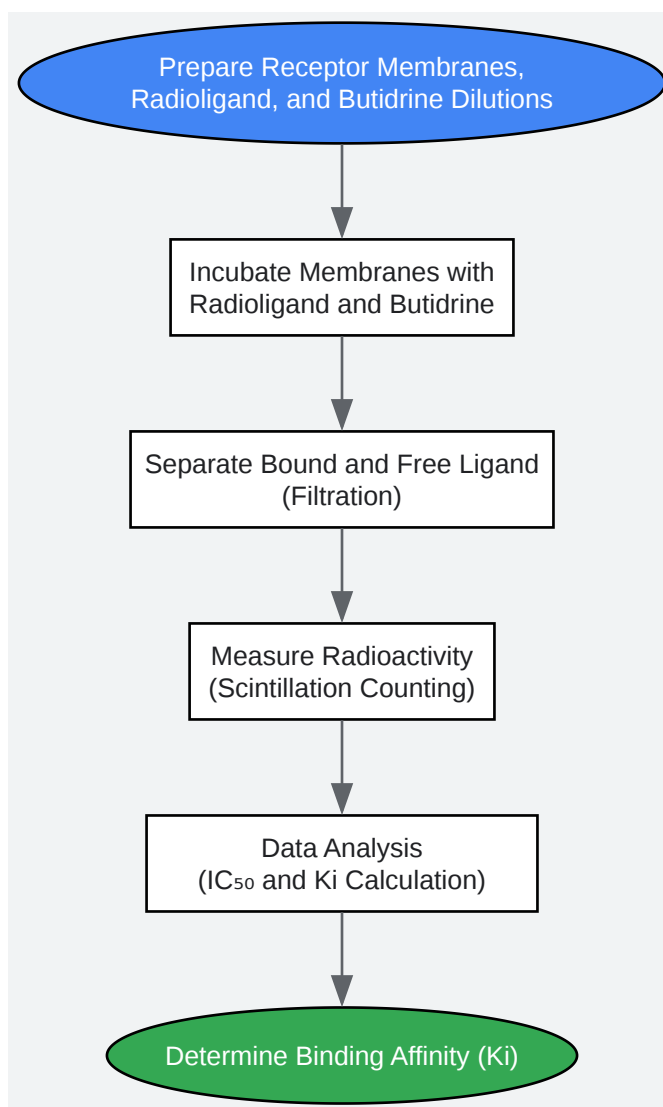 Prepare Receptor Membranes,
Radioligand, and Butidrine Dilutions
Incubate Membranes with
Radioligand and Butidrine
Separate Bound and Free Ligand
(Filtration)
Measure Radioactivity
(Scintillation Counting)
Data Analysis
(IC₅₀ and Ki Calculation)
Determine Binding Affinity (Ki)